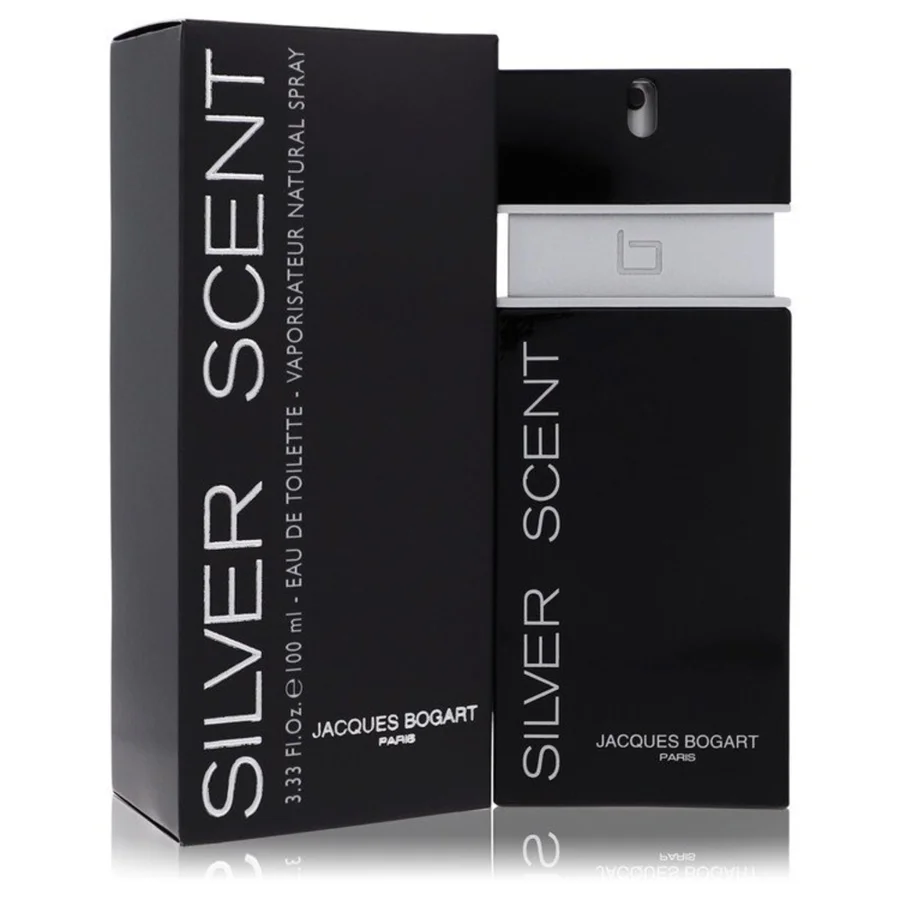 SILVER SCENT
3.33 Fl.Oz. ℮ 100 ml - EAU DE TOILETTE - VAPORISATEUR NATURAL SPRAY
JACQUES BOGART
PARIS
b
SILVER SCENT
JACQUES BOGART
PARIS